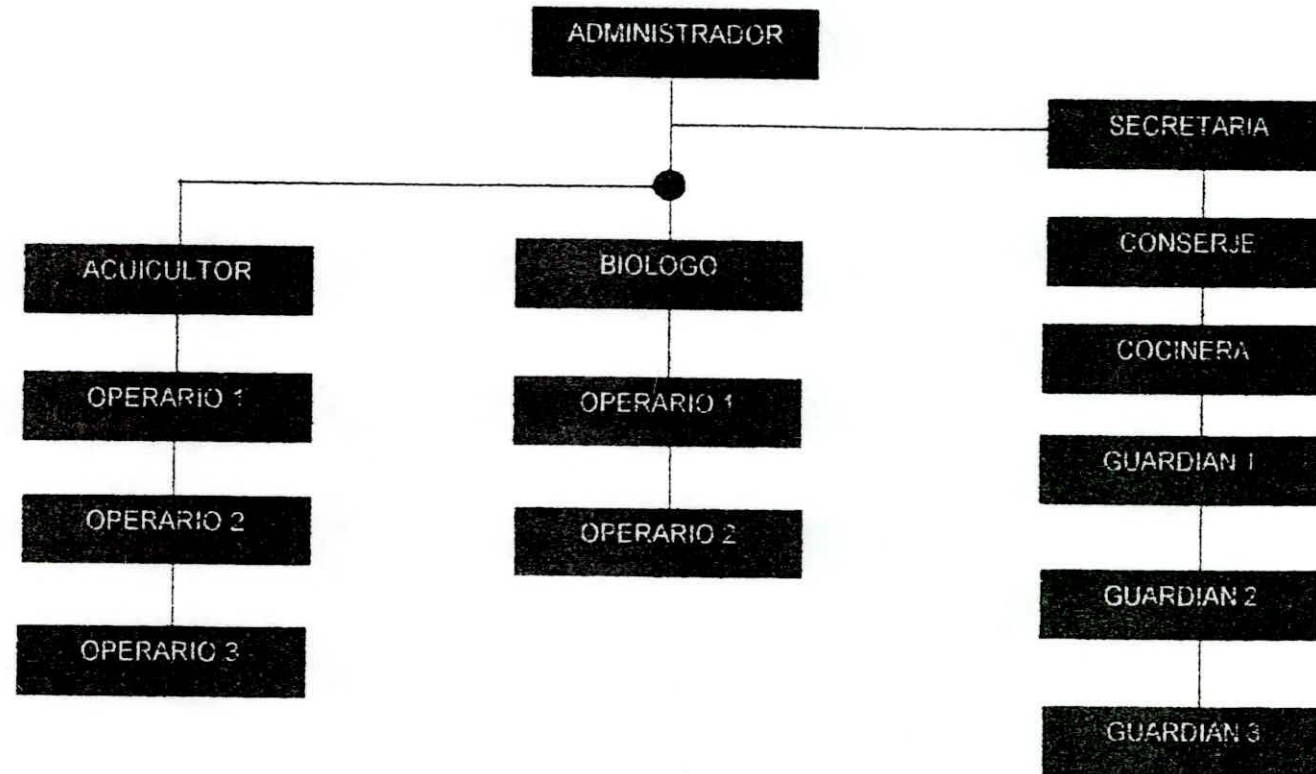 ADMINISTRADOR
SECRETARIA
ACUICULTOR
BIOLOGO
CONSERJE
COCINERA
OPERARIO 1
OPERARIO 1
GUARDIAN 1
OPERARIO 2
OPERARIO 2
GUARDIAN 2
OPERARIO 3
GUARDIAN 3